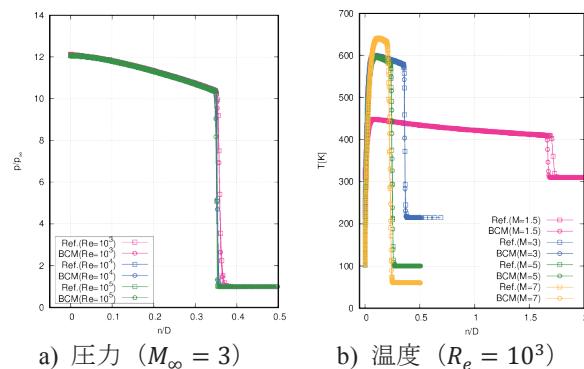 14
12
10
8
6
4
2
0
p/p∞
Ref.(Re=10³)
BCM(Re=10³)
Ref.(Re=10⁴)
BCM(Re=10⁴)
Ref.(Re=10⁵)
BCM(Re=10⁵)
0 0.1 0.2 0.3 0.4 0.5
n/D
a) 圧力（M∞ = 3）
700
600
500
400
300
200
100
0
T[K]
Ref.(M=1.5)
BCM(M=1.5)
Ref.(M=3)
BCM(M=3)
Ref.(M=5)
BCM(M=5)
Ref.(M=7)
BCM(M=7)
0 0.5 1 1.5 2
n/D
b) 温度（Re = 10³）